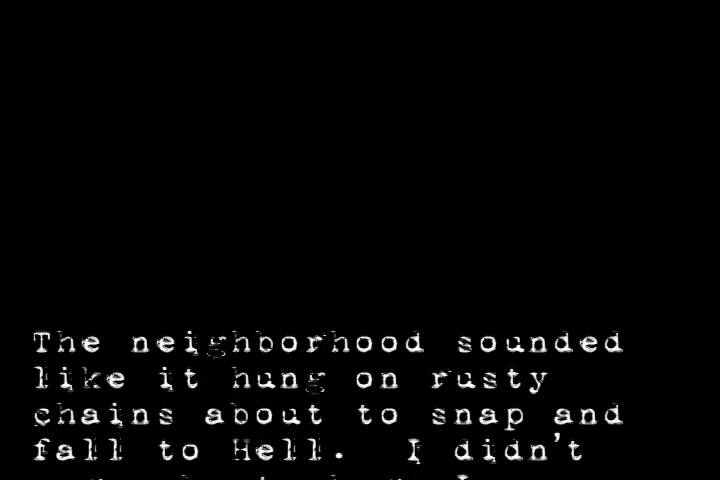 The neighborhood sounded
like it hung on rusty
chains about to snap and
fall to Hell.  I didn't